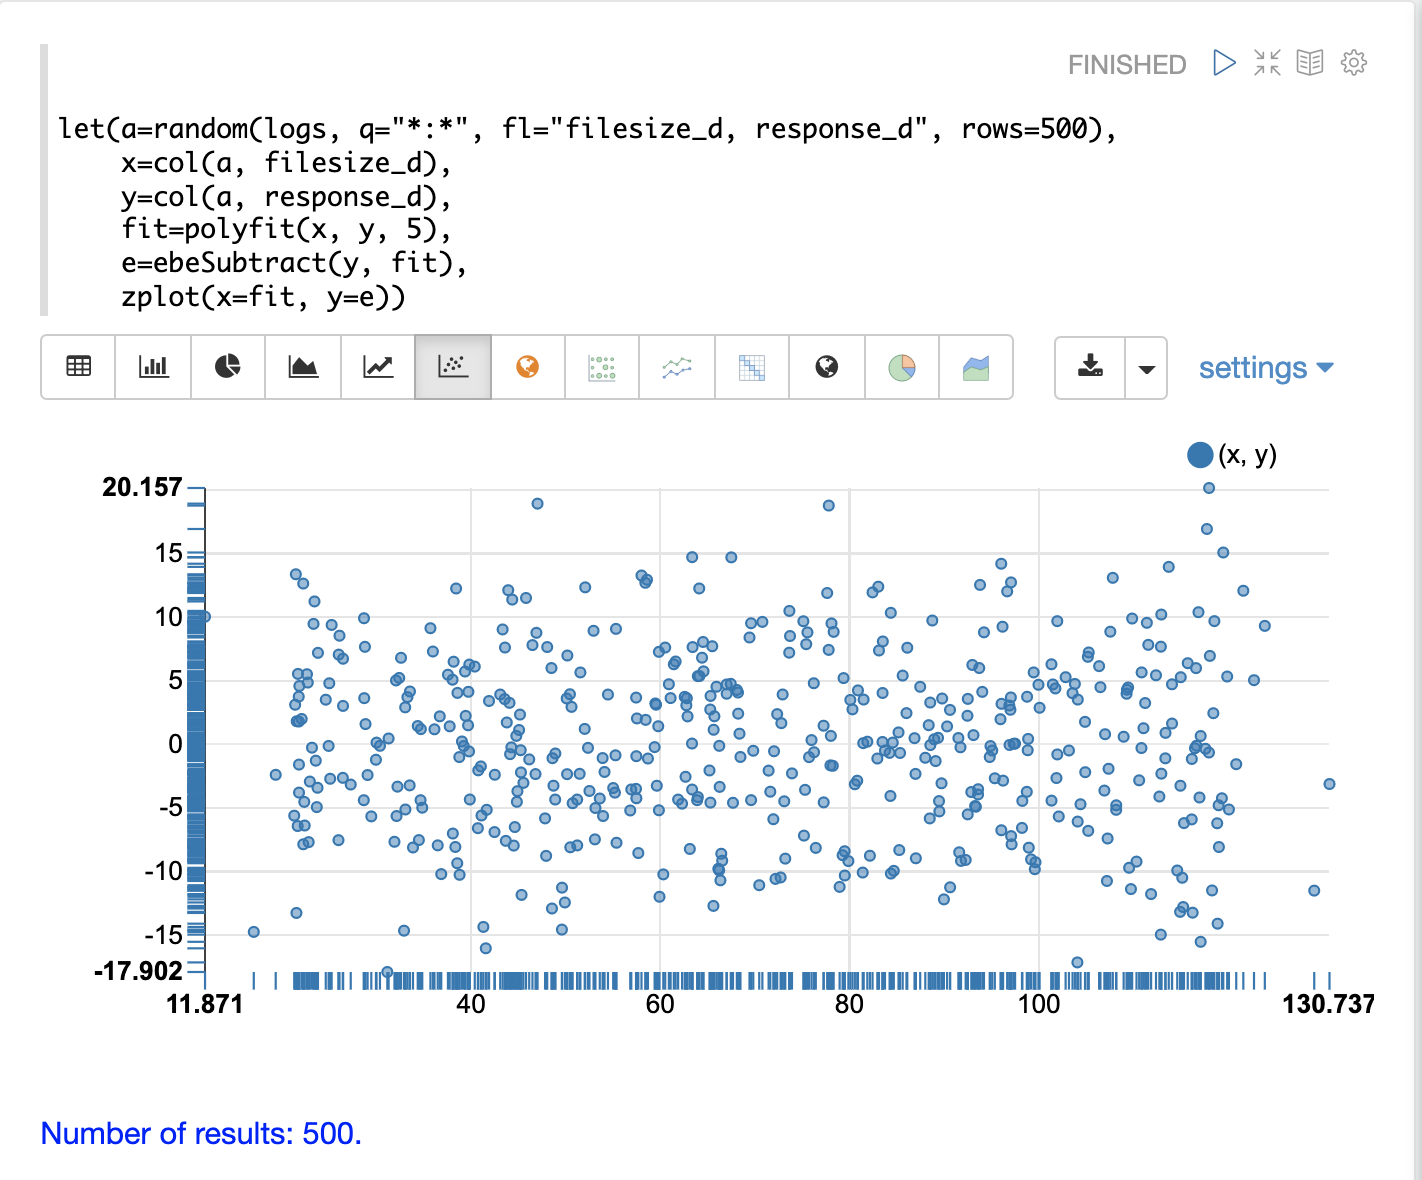 FINISHED
let(a=random(logs, q="*:*", fl="filesize_d, response_d", rows=500),
    x=col(a, filesize_d),
    y=col(a, response_d),
    fit=polyfit(x, y, 5),
    e=ebeSubtract(y, fit),
    zplot(x=fit, y=e))
settings
(x, y)
20.157
15
10
5
0
-5
-10
-15
-17.902
11.871 40 60 80 100 130.737
Number of results: 500.